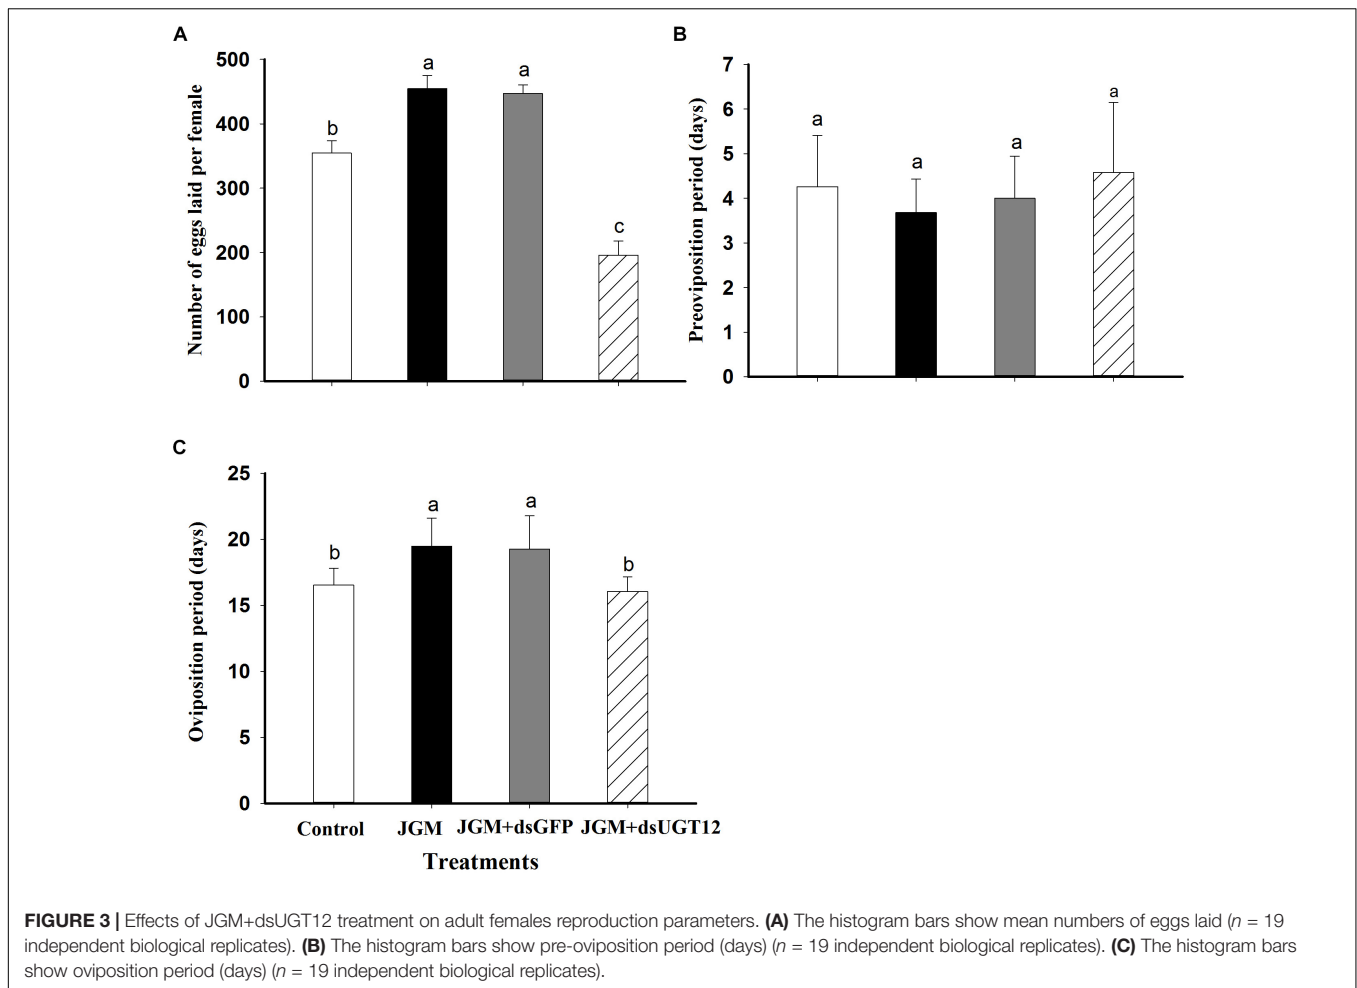 A
500
400
300
200
100
0
Number of eggs laid per female
b
a
a
c
B
7
6
5
4
3
2
1
0
Preoviposition period (days)
a
a
a
a
C
25
20
15
10
5
0
Oviposition period (days)
b
a
a
b
Control JGM JGM+dsGFP JGM+dsUGT12
Treatments
FIGURE 3 | Effects of JGM+dsUGT12 treatment on adult females reproduction parameters. (A) The histogram bars show mean numbers of eggs laid (n = 19
independent biological replicates). (B) The histogram bars show pre-oviposition period (days) (n = 19 independent biological replicates). (C) The histogram bars
show oviposition period (days) (n = 19 independent biological replicates).